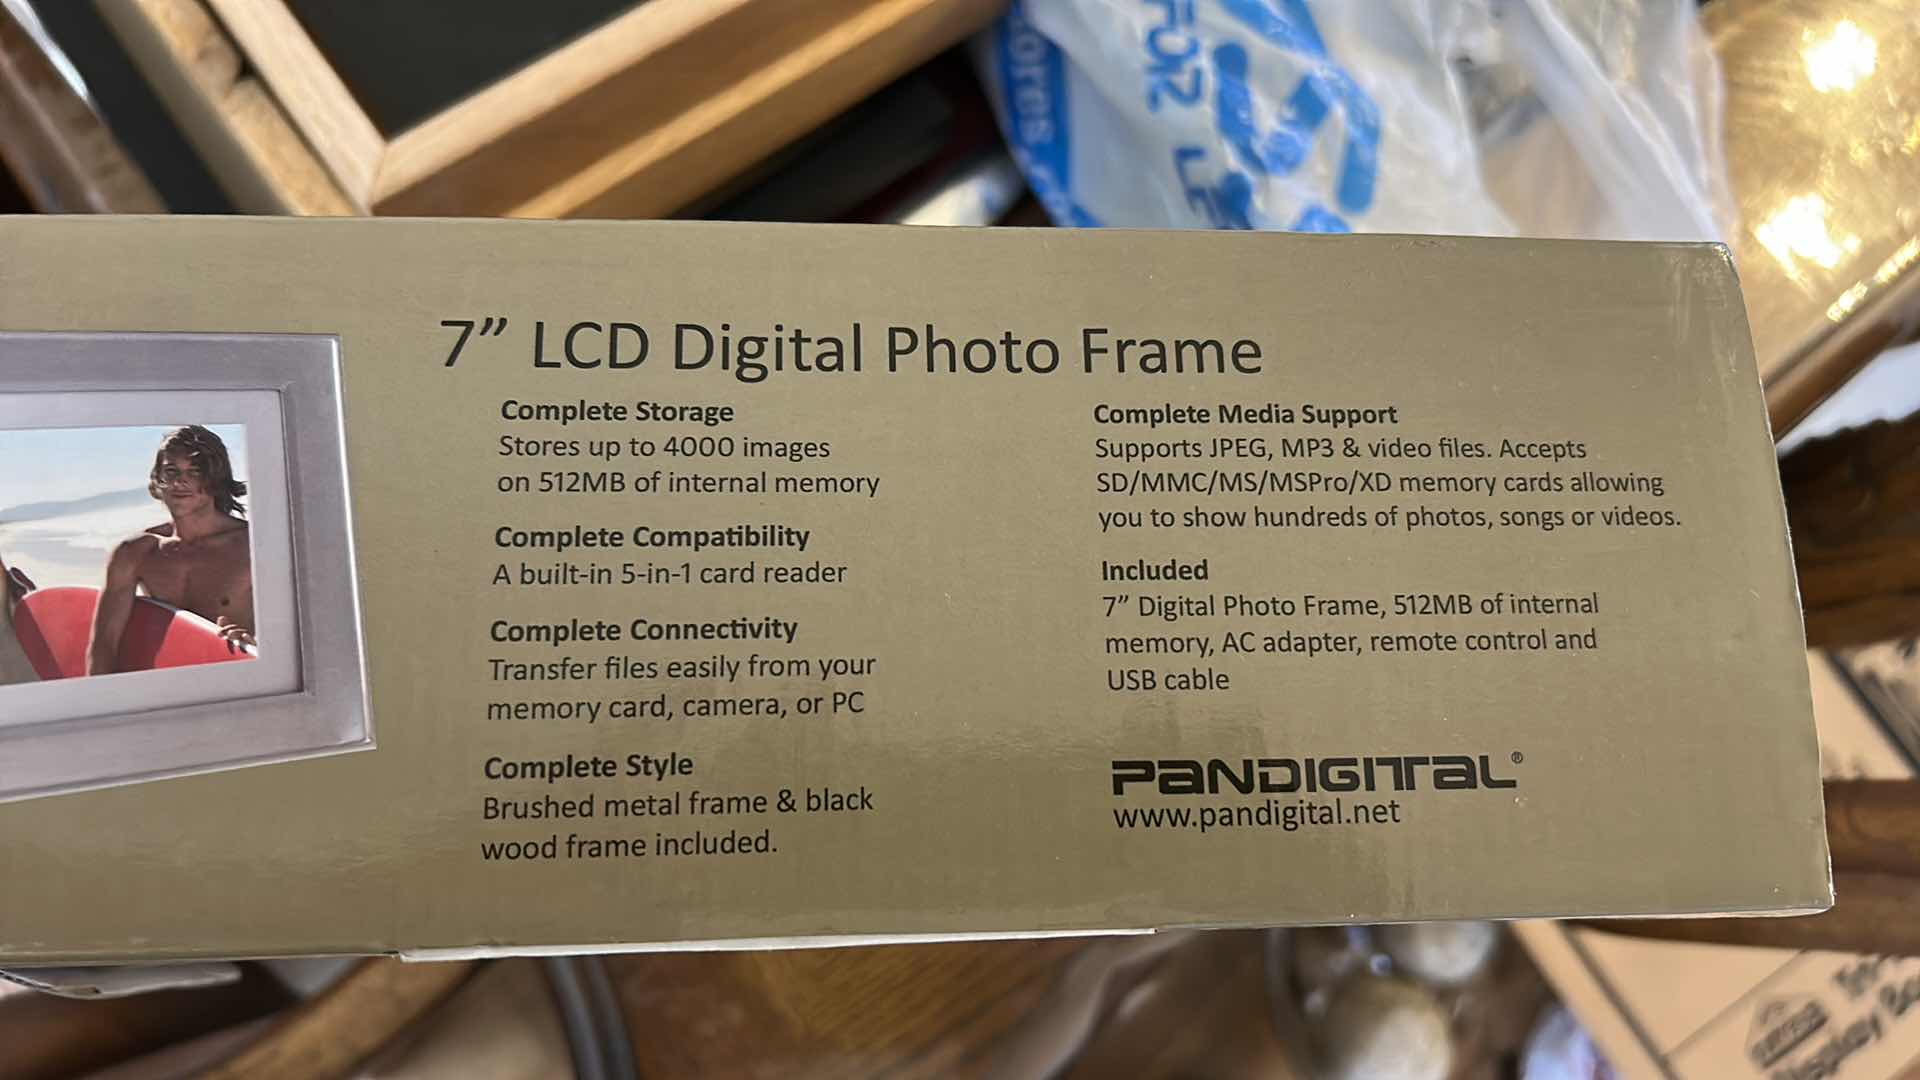 ores
FOR
7” LCD Digital Photo Frame
Complete Storage
Stores up to 4000 images
on 512MB of internal memory
Complete Compatibility
A built-in 5-in-1 card reader
Complete Connectivity
Transfer files easily from your
memory card, camera, or PC
Complete Style
Brushed metal frame & black
wood frame included.
Complete Media Support
Supports JPEG, MP3 & video files. Accepts
SD/MMC/MS/MSPro/XD memory cards allowing
you to show hundreds of photos, songs or videos.
Included
7” Digital Photo Frame, 512MB of internal
memory, AC adapter, remote control and
USB cable
PANDIGITAL®
www.pandigital.net